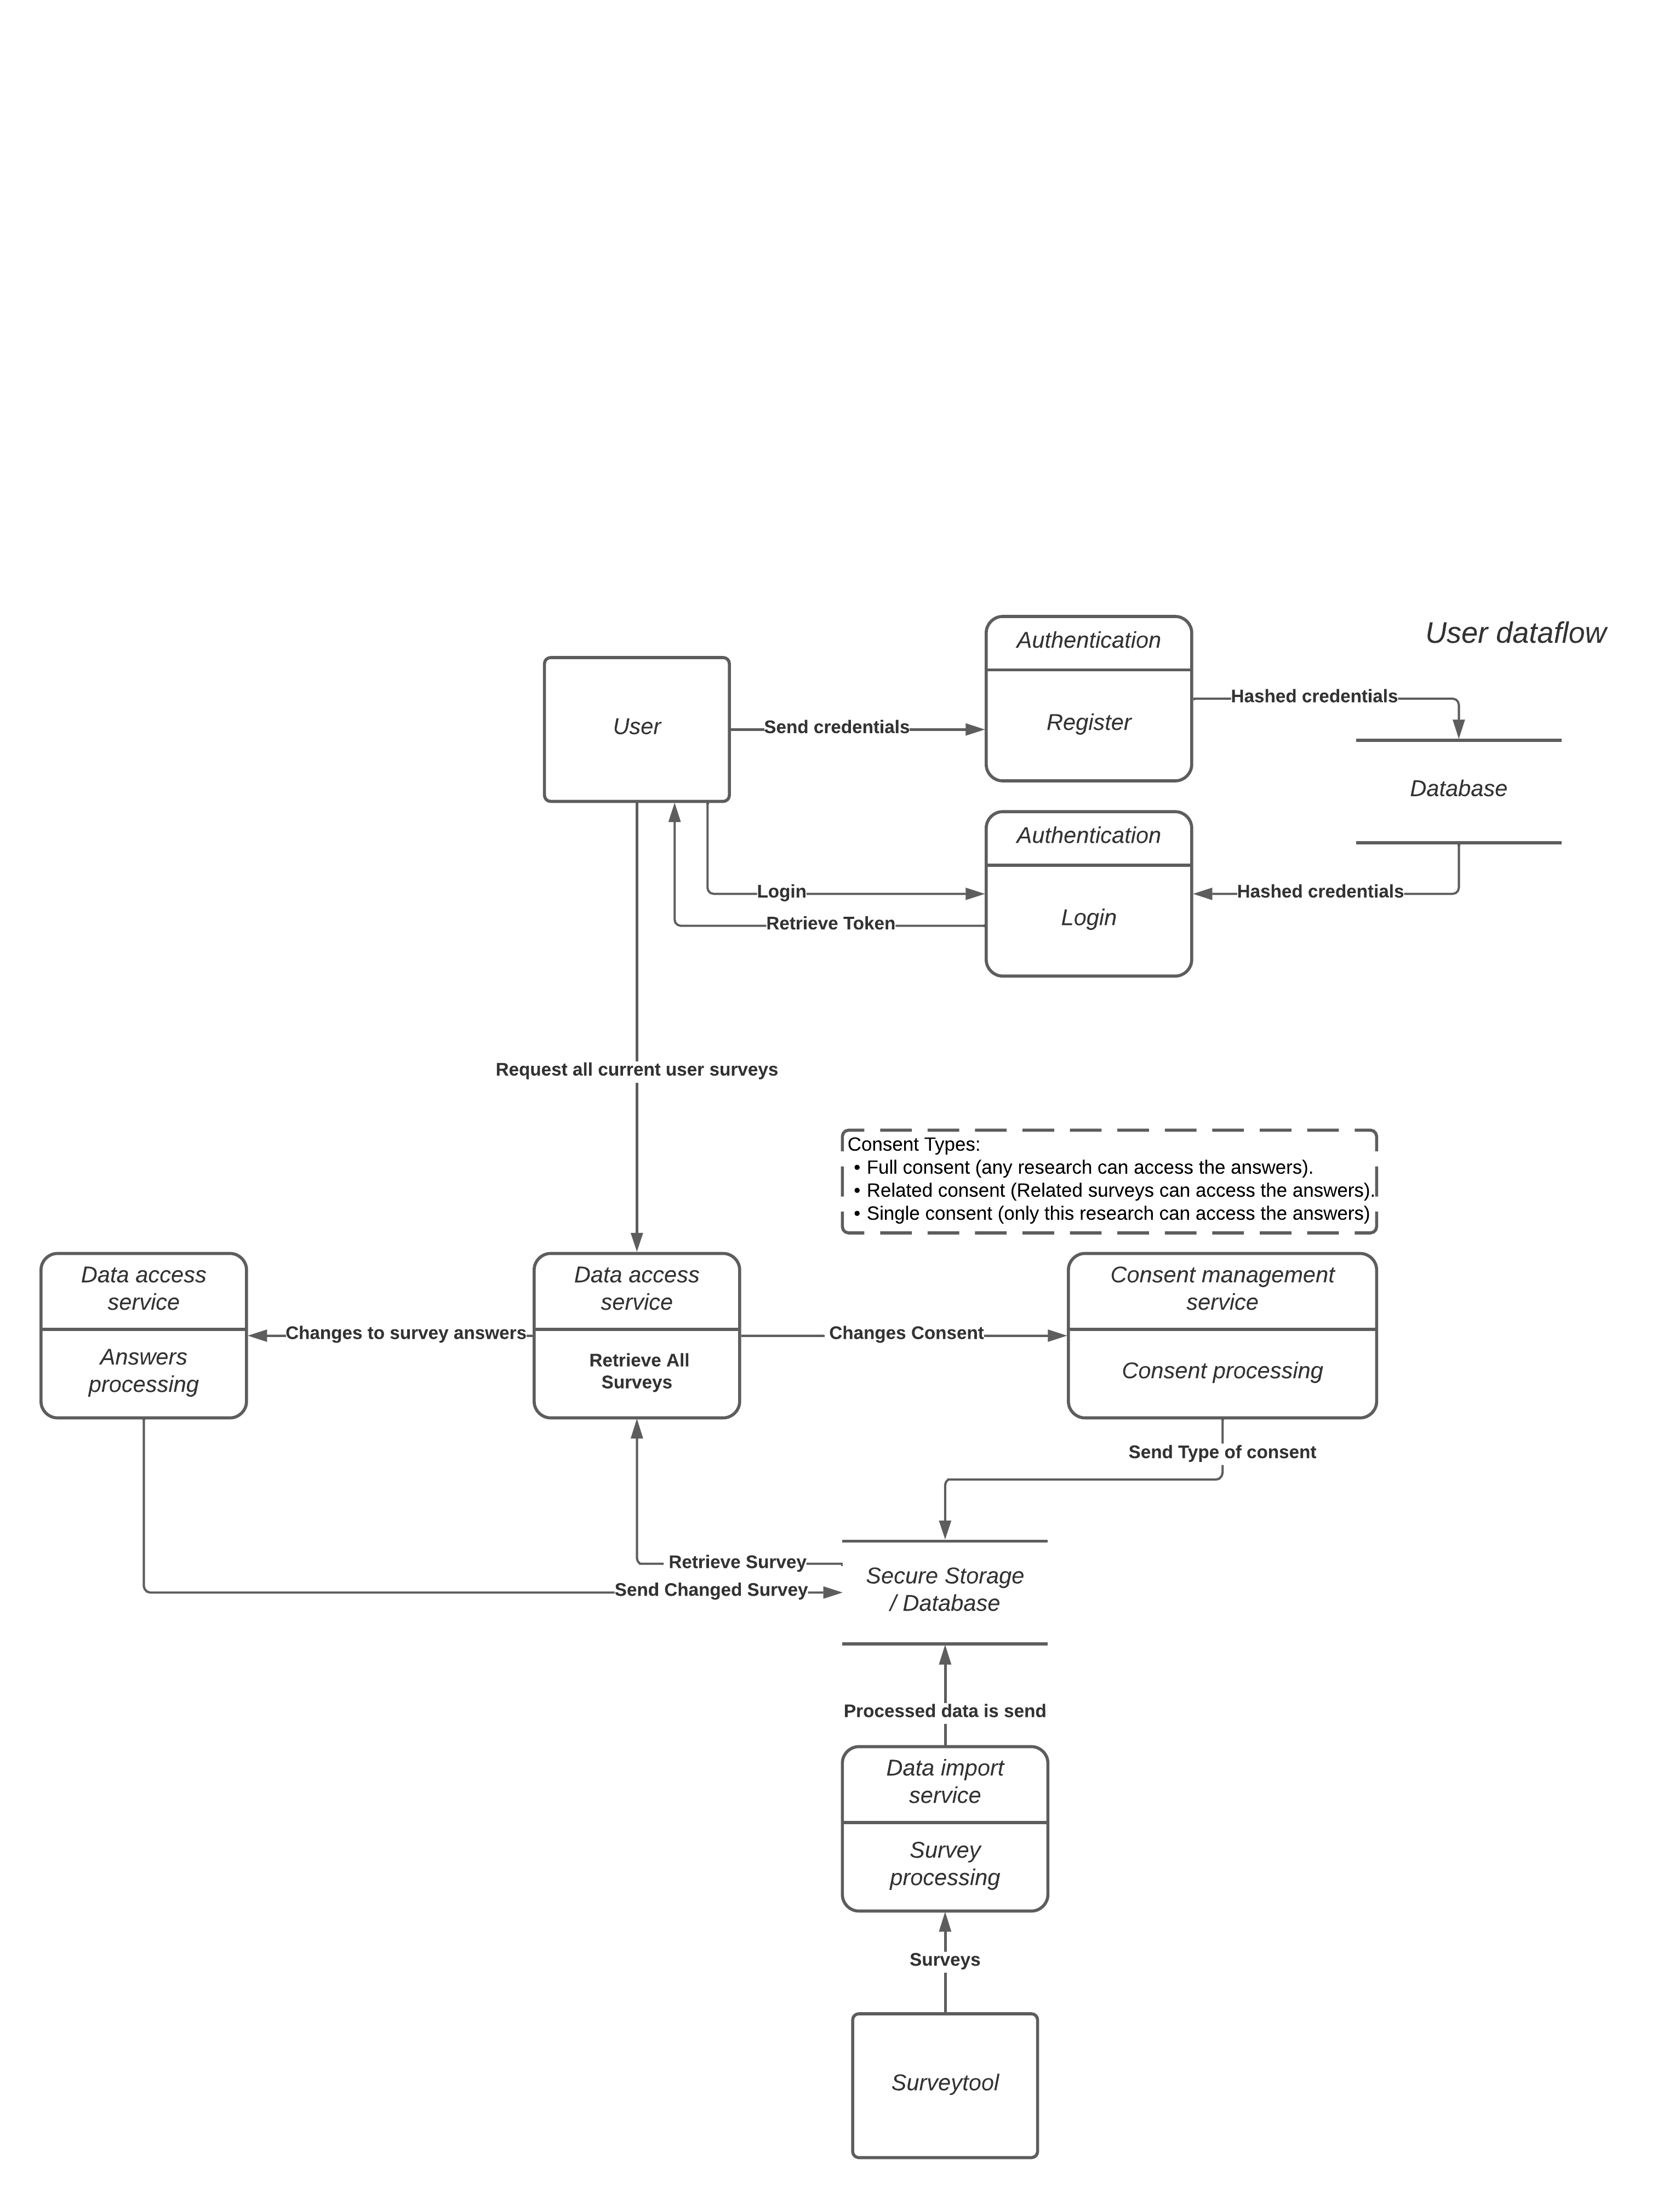 User dataflow
Authentication
Register
User
Send credentials
Hashed credentials
Database
Authentication
Login
Login
Hashed credentials
Retrieve Token
Request all current user surveys
Consent Types:
• Full consent (any research can access the answers).
• Related consent (Related surveys can access the answers).
• Single consent (only this research can access the answers)
Data access
service
Answers
processing
Changes to survey answers
Data access
service
Retrieve All
Surveys
Changes Consent
Consent management
service
Consent processing
Send Type of consent
Retrieve Survey
Send Changed Survey
Secure Storage
/ Database
Processed data is send
Data import
service
Survey
processing
Surveys
Surveytool